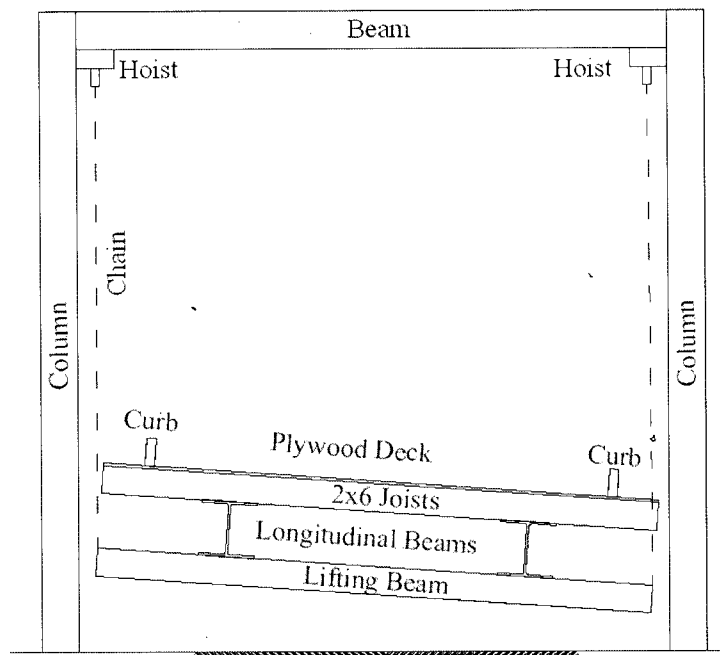 Beam
Hoist
Hoist
Chain
Column
Column
Curb
Plywood Deck
Curb
2x6 Joists
Longitudinal Beams
Lifting Beam